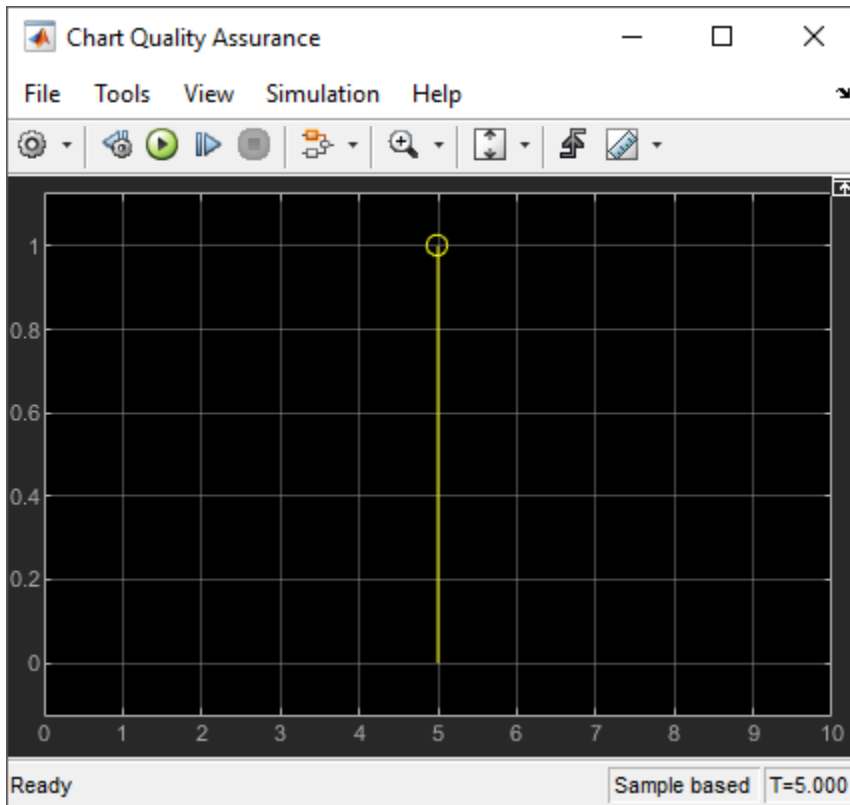 Chart Quality Assurance
File Tools View Simulation Help
1
0.8
0.6
0.4
0.2
0
0 1 2 3 4 5 6 7 8 9 10
Ready Sample based T=5.000